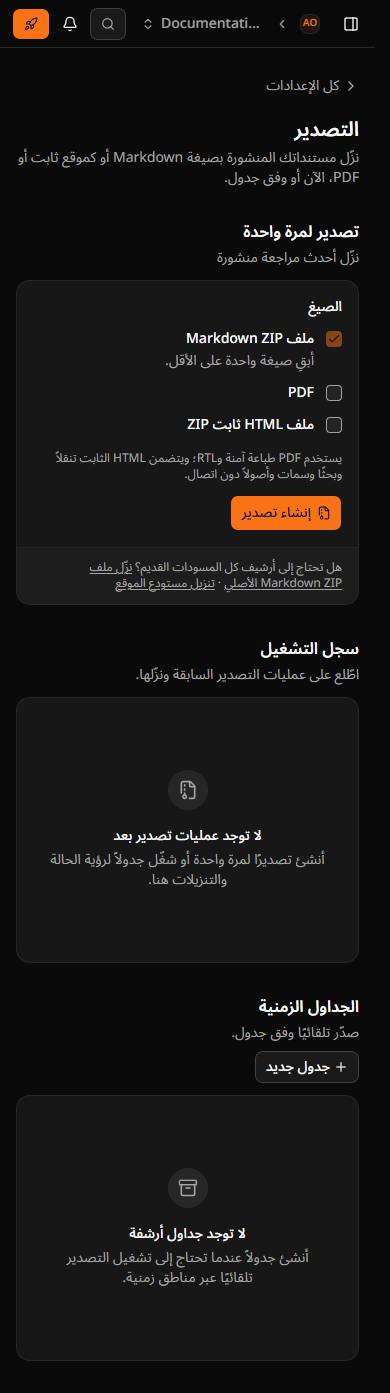 AO
Documentati...
كل الإعدادات
التصدير
نزّل مستنداتك المنشورة بصيغة Markdown أو كموقع ثابت أو
PDF، الآن أو وفق جدول.
تصدير لمرة واحدة
نزّل أحدث مراجعة منشورة
الصيغ
ملف Markdown ZIP
أبقِ صيغة واحدة على الأقل.
PDF
ملف HTML ثابت ZIP
يستخدم PDF طباعة آمنة لـRTL؛ ويتضمن HTML الثابت تنقلاً
وبحثًا وسمات وأصولاً دون اتصال.
إنشاء تصدير
هل تحتاج إلى أرشيف كل المسودات القديم؟ نزّل ملف
Markdown ZIP الأصلي · تنزيل مستودع الموقع
سجل التشغيل
اطّلع على عمليات التصدير السابقة ونزّلها.
لا توجد عمليات تصدير بعد
أنشئ تصديرًا لمرة واحدة أو شغّل جدولاً لرؤية الحالة
والتنزيلات هنا.
الجداول الزمنية
صدّر تلقائيًا وفق جدول.
جدول جديد
لا توجد جداول أرشفة
أنشئ جدولاً عندما تحتاج إلى تشغيل التصدير
تلقائيًا عبر مناطق زمنية.